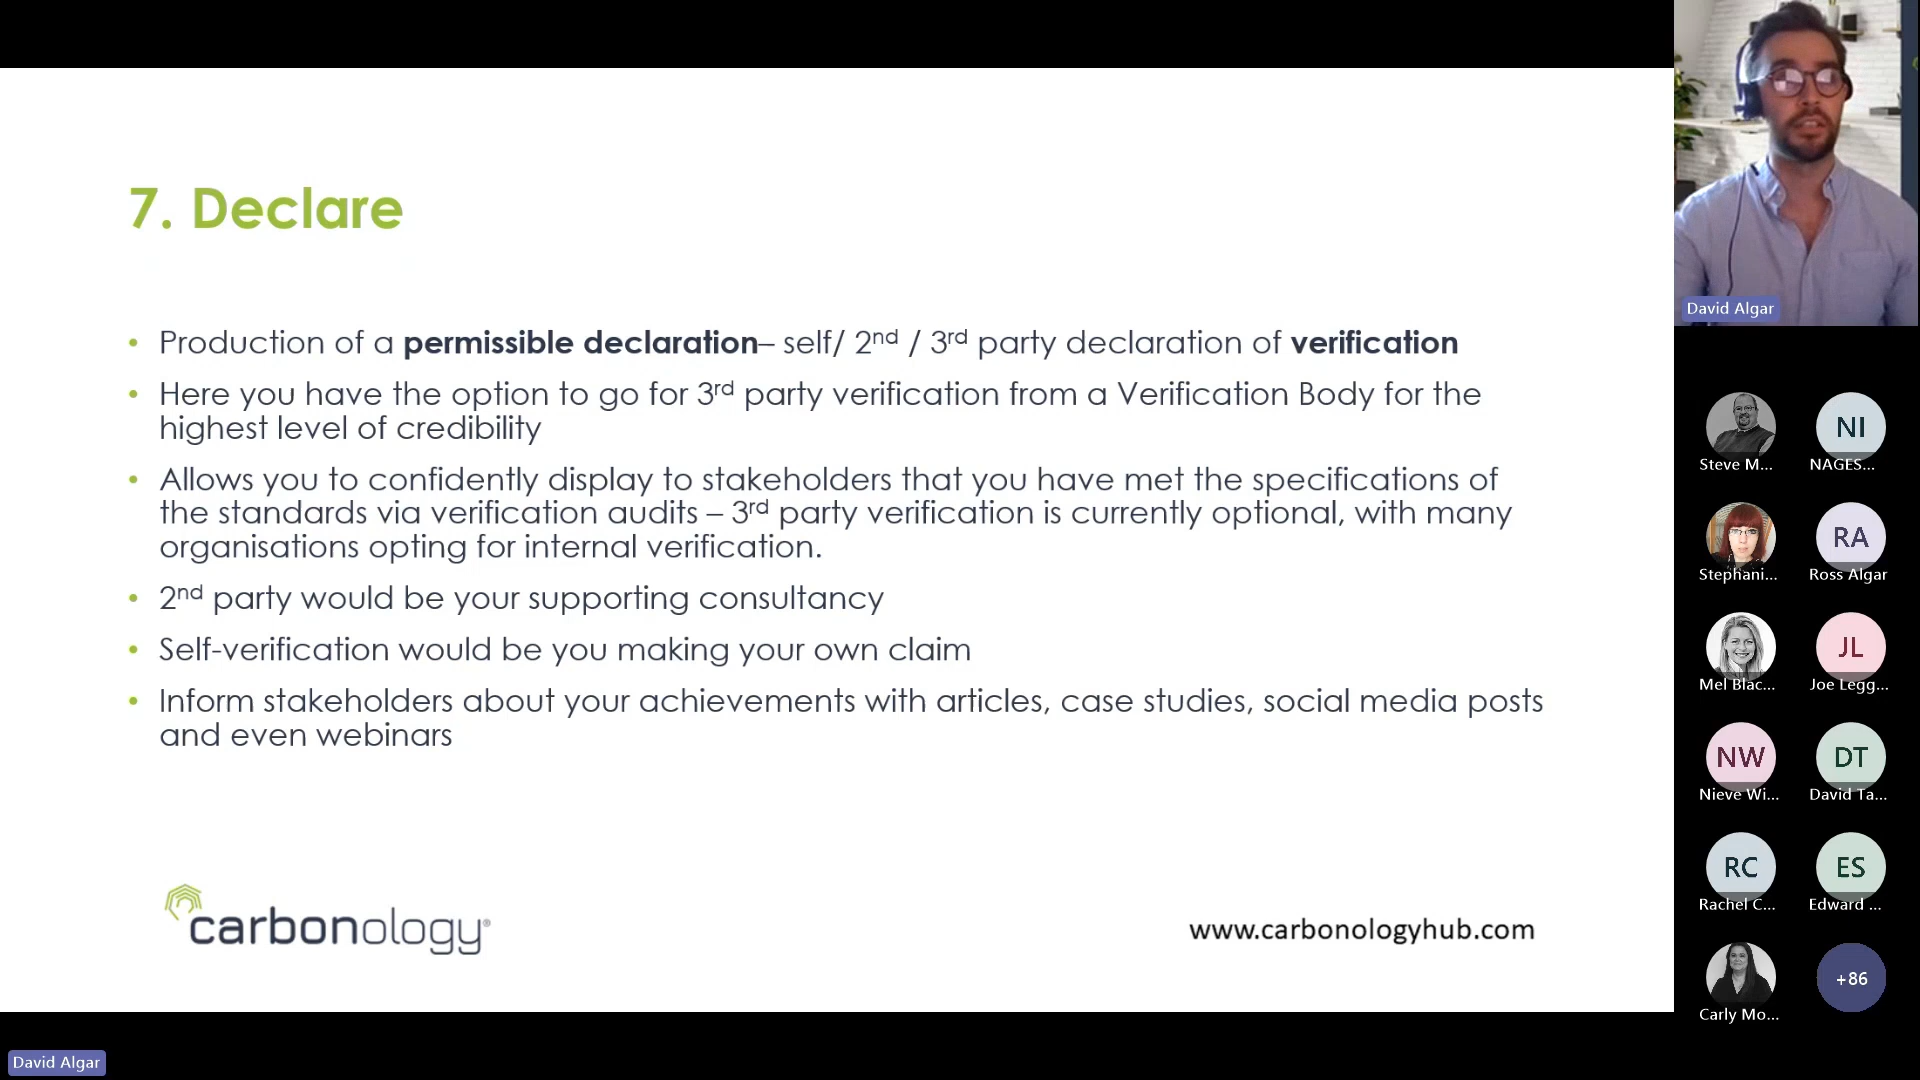 7. Declare
• Production of a permissible declaration– self/ 2nd / 3rd party declaration of verification
• Here you have the option to go for 3rd party verification from a Verification Body for the
highest level of credibility
• Allows you to confidently display to stakeholders that you have met the specifications of
the standards via verification audits – 3rd party verification is currently optional, with many
organisations opting for internal verification.
• 2nd party would be your supporting consultancy
• Self-verification would be you making your own claim
• Inform stakeholders about your achievements with articles, case studies, social media posts
and even webinars
carbonology®
www.carbonologyhub.com
David Algar
Steve M...
NI
NAGES...
Stephani...
RA
Ross Algar
Mel Blac...
JL
Joe Legg...
NW
Nieve Wi...
DT
David Ta...
RC
Rachel C...
ES
Edward ...
Carly Mo...
+86
David Algar